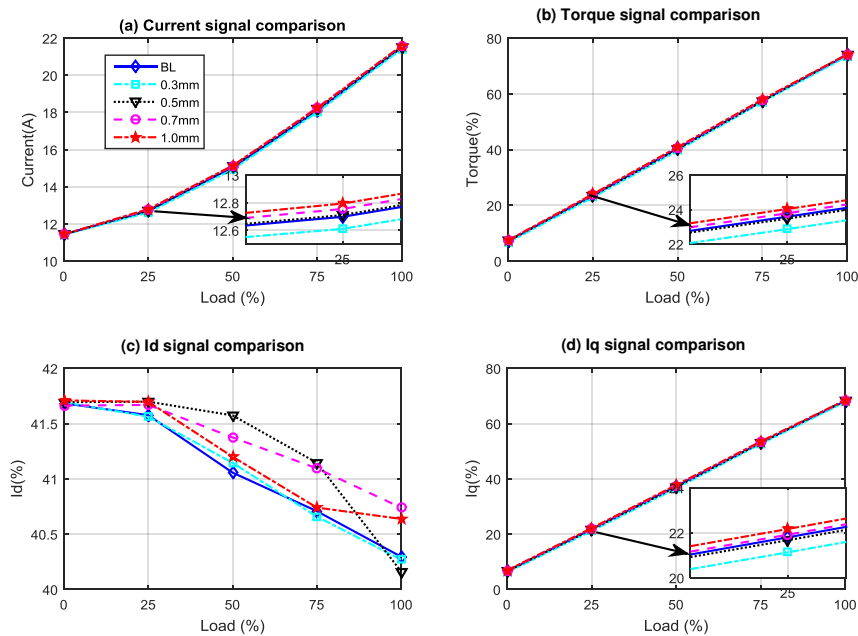 (a) Current signal comparison
22
20
18
16
14
12
10
Current(A)
BL
0.3mm
0.5mm
0.7mm
1.0mm
13
12.8
12.6
25
0 25 50 75 100
Load (%)
(b) Torque signal comparison
80
60
40
20
0
Torque(%)
26
24
22
25
0 25 50 75 100
Load (%)
(c) Id signal comparison
42
41.5
41
40.5
40
Id(%)
0 25 50 75 100
Load (%)
(d) Iq signal comparison
80
60
40
20
0
Iq(%)
22
20
25
0 25 50 75 100
Load (%)